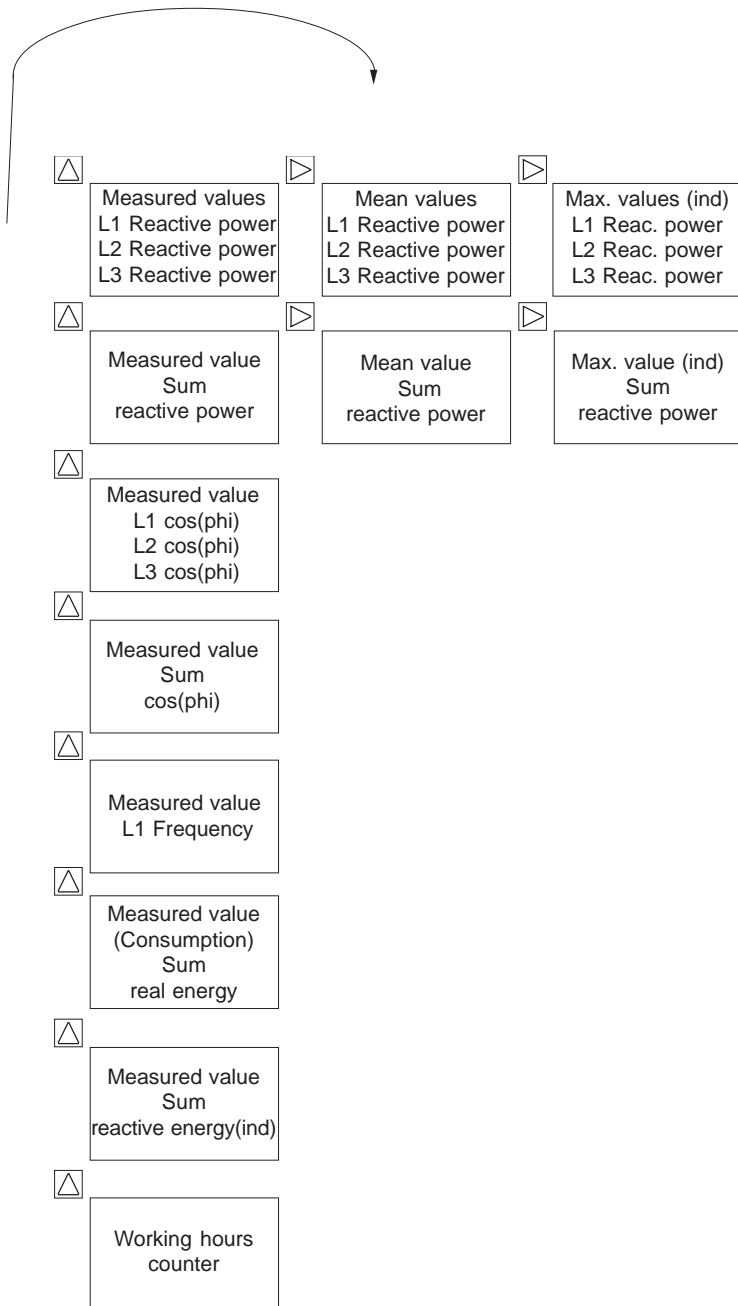 Measured values
L1 Reactive power
L2 Reactive power
L3 Reactive power
Mean values
L1 Reactive power
L2 Reactive power
L3 Reactive power
Max. values (ind)
L1 Reac. power
L2 Reac. power
L3 Reac. power
Measured value
Sum
reactive power
Mean value
Sum
reactive power
Max. value (ind)
Sum
reactive power
Measured value
L1 cos(phi)
L2 cos(phi)
L3 cos(phi)
Measured value
Sum
cos(phi)
Measured value
L1 Frequency
Measured value
(Consumption)
Sum
real energy
Measured value
Sum
reactive energy(ind)
Working hours
counter